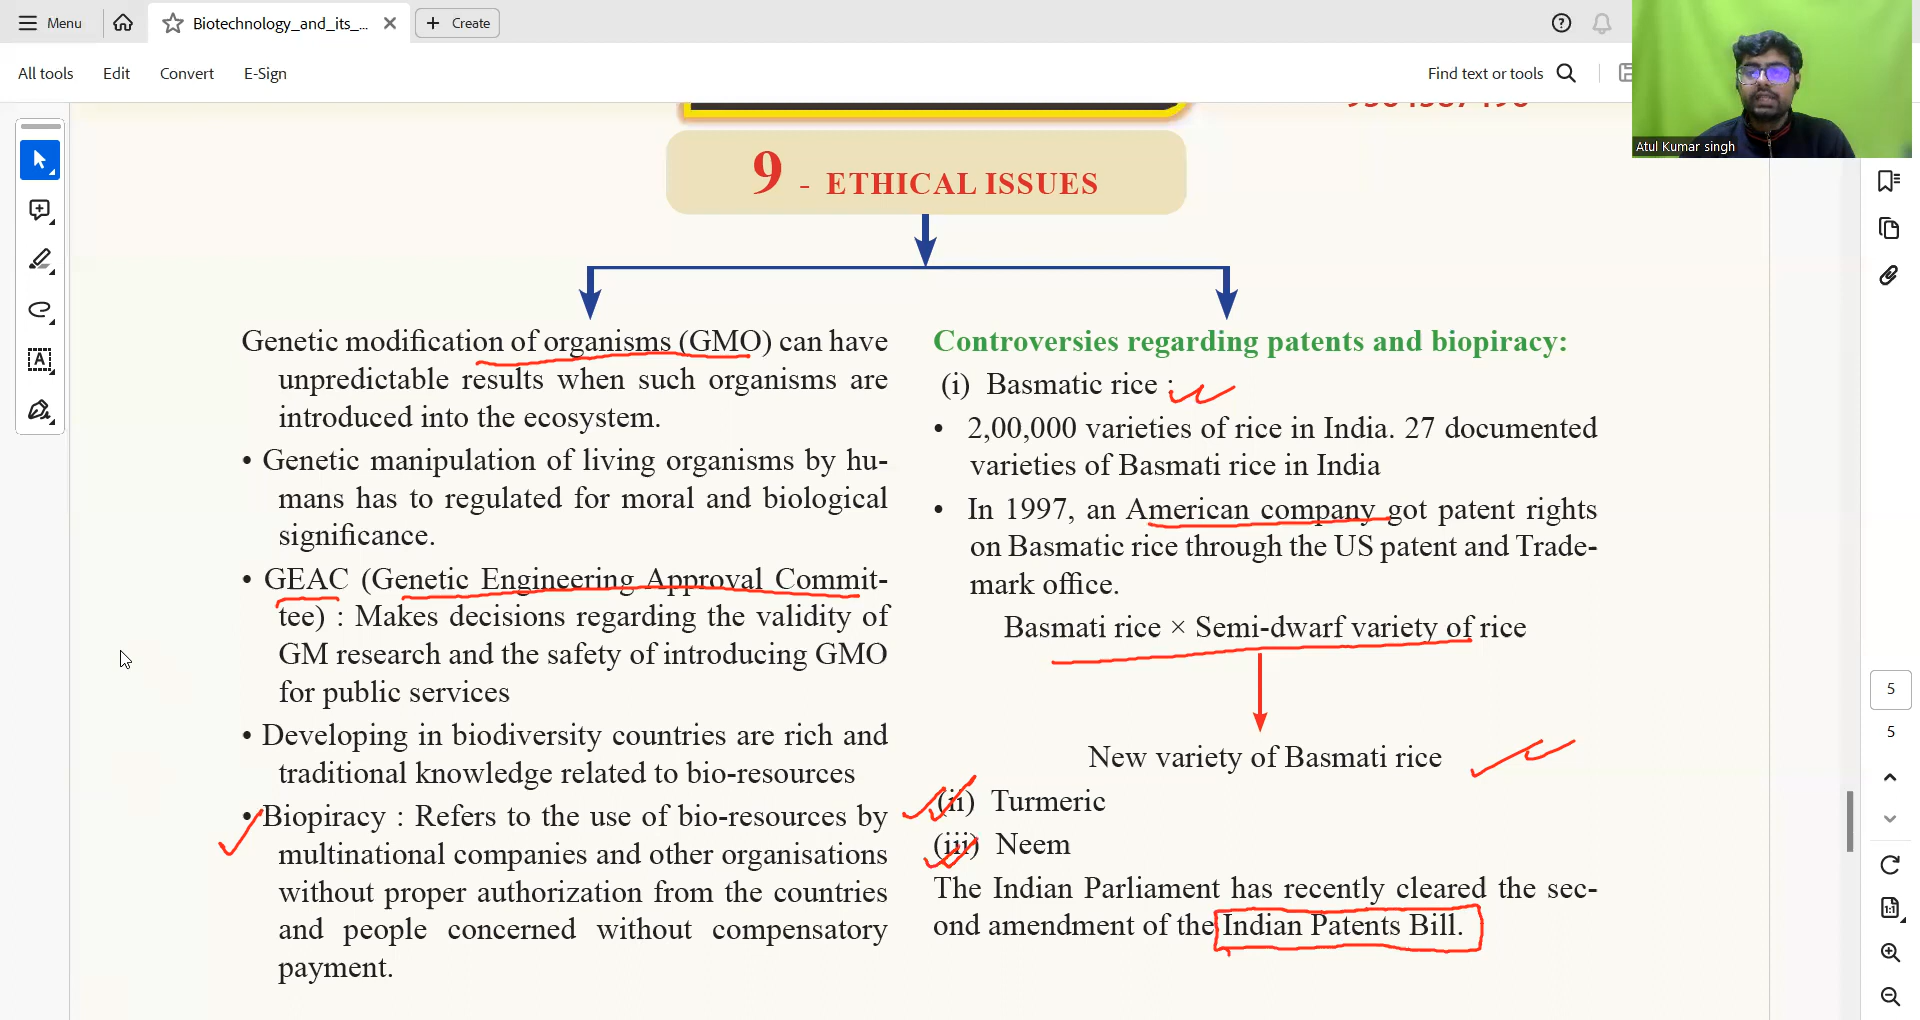 Menu
Biotechnology_and_its_...
Create
All tools
Edit
Convert
E-Sign
Find text or tools
Atul Kumar singh
9 - ETHICAL ISSUES
Genetic modification of organisms (GMO) can have
unpredictable results when such organisms are
introduced into the ecosystem.
• Genetic manipulation of living organisms by hu-
mans has to regulated for moral and biological
significance.
• GEAC (Genetic Engineering Approval Commit-
tee) : Makes decisions regarding the validity of
GM research and the safety of introducing GMO
for public services
• Developing in biodiversity countries are rich and
traditional knowledge related to bio-resources
• Biopiracy : Refers to the use of bio-resources by
multinational companies and other organisations
without proper authorization from the countries
and people concerned without compensatory
payment.
Controversies regarding patents and biopiracy:
(i) Basmatic rice :
• 2,00,000 varieties of rice in India. 27 documented
varieties of Basmati rice in India
• In 1997, an American company got patent rights
on Basmatic rice through the US patent and Trade-
mark office.
Basmati rice × Semi-dwarf variety of rice
New variety of Basmati rice
(ii) Turmeric
(iii) Neem
The Indian Parliament has recently cleared the sec-
ond amendment of the Indian Patents Bill.
5
5